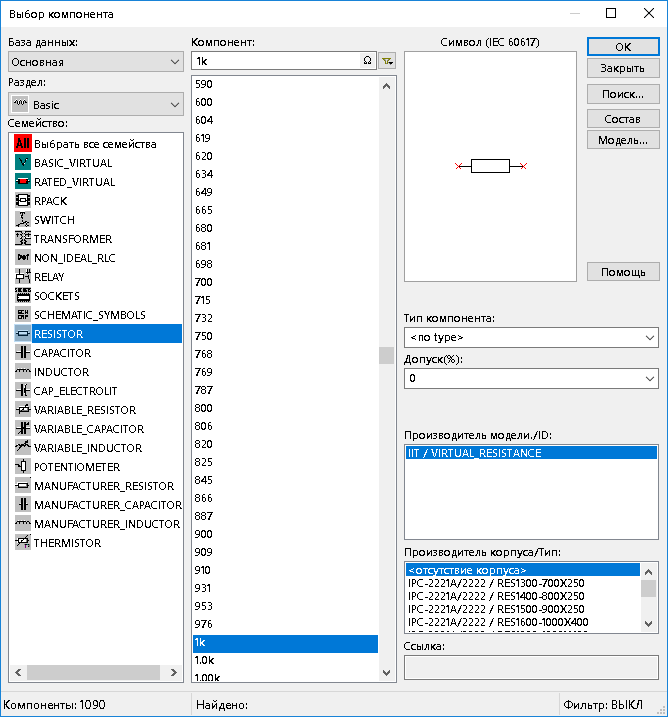 Выбор компонента
База данных:
Основная
Раздел:
Basic
Семейство:
All Выбрать все семейства
BASIC_VIRTUAL
RATED_VIRTUAL
RPACK
SWITCH
TRANSFORMER
NON_IDEAL_RLC
RELAY
SOCKETS
SCHEMATIC_SYMBOLS
RESISTOR
CAPACITOR
INDUCTOR
CAP_ELECTROLIT
VARIABLE_RESISTOR
VARIABLE_CAPACITOR
VARIABLE_INDUCTOR
POTENTIOMETER
MANUFACTURER_RESISTOR
MANUFACTURER_CAPACITOR
MANUFACTURER_INDUCTOR
THERMISTOR
Компонент:
1k Ω
590
600
604
619
620
634
649
665
680
681
698
700
715
732
750
768
769
787
800
806
820
825
845
866
887
900
909
910
931
953
976
1k
1.0k
1.00k
Символ (IEC 60617)
OK
Закрыть
Поиск...
Состав
Модель...
Помощь
Тип компонента:
<no type>
Допуск(%):
0
Производитель модели./ID:
IIT / VIRTUAL_RESISTANCE
Производитель корпуса/Тип:
<отсутствие корпуса>
IPC-2221A/2222 / RES1300-700X250
IPC-2221A/2222 / RES1400-800X250
IPC-2221A/2222 / RES1500-900X250
IPC-2221A/2222 / RES1600-1000X400
Ссылка:
Компоненты: 1090
Найдено:
Фильтр: ВЫКЛ